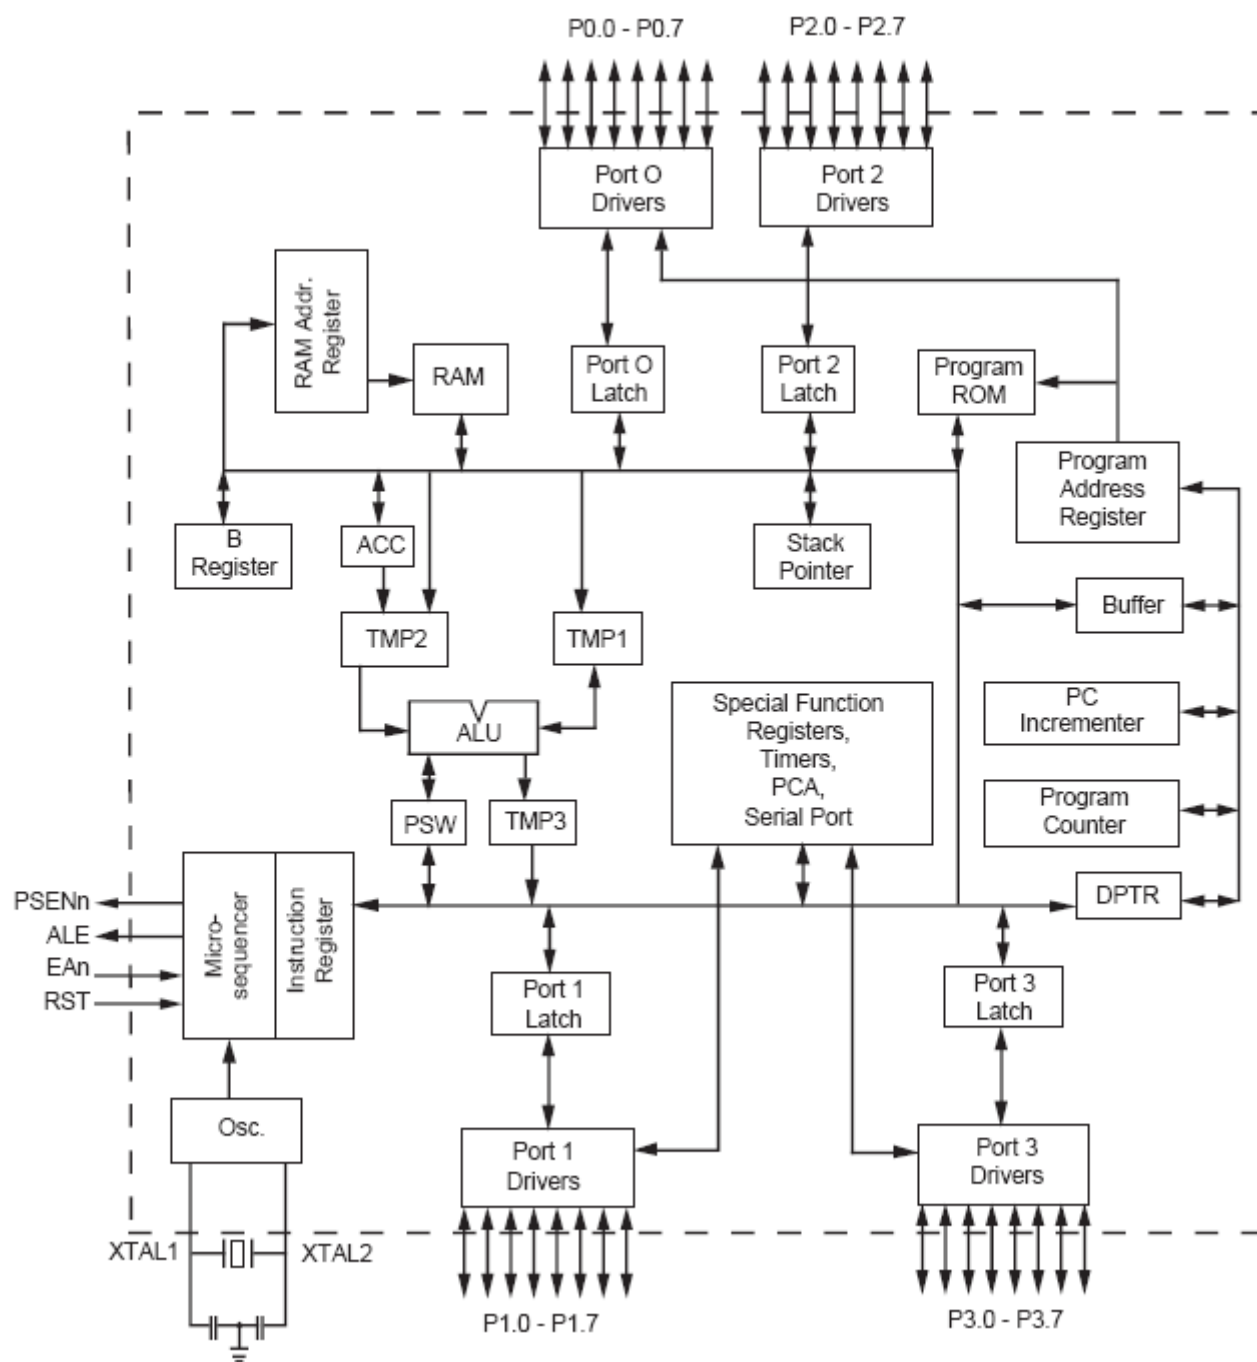 P0.0 - P0.7
P2.0 - P2.7
Port O
Drivers
Port 2
Drivers
RAM Addr.
Register
RAM
Port O
Latch
Port 2
Latch
Program
ROM
Program
Address
Register
B
Register
ACC
Stack
Pointer
Buffer
TMP2
TMP1
ALU
Special Function
Registers,
Timers,
PCA,
Serial Port
PC
Incrementer
PSW
TMP3
Program
Counter
DPTR
PSENn
ALE
EAn
RST
Micro-
sequencer
Instruction
Register
Port 1
Latch
Port 3
Latch
Osc.
Port 1
Drivers
Port 3
Drivers
XTAL1
XTAL2
P1.0 - P1.7
P3.0 - P3.7